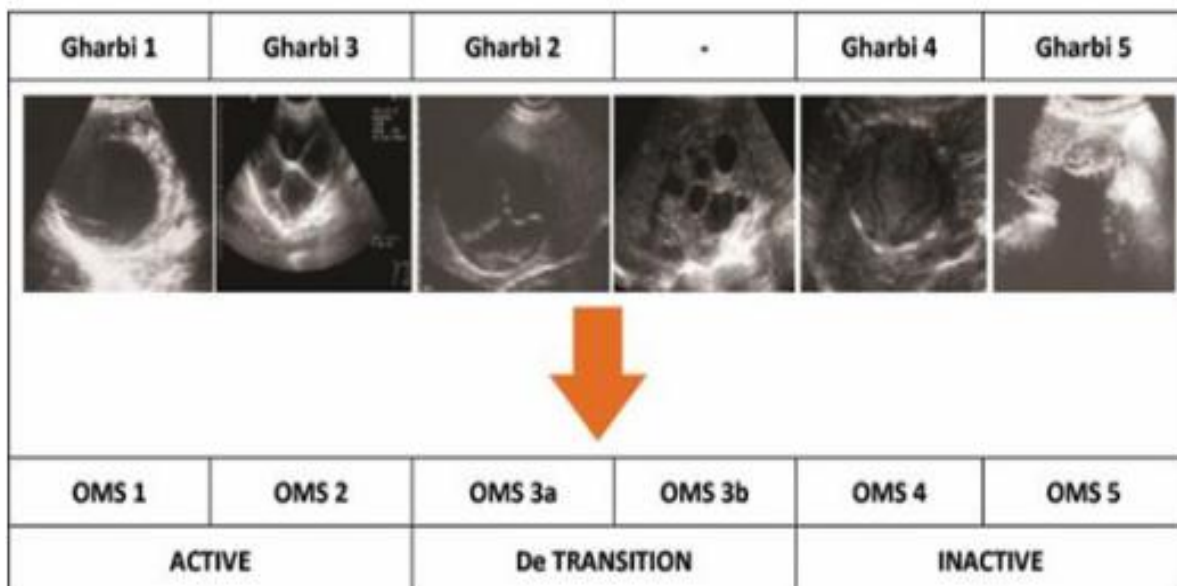 Gharbi 1 Gharbi 3 Gharbi 2 - Gharbi 4 Gharbi 5
OMS 1 OMS 2 OMS 3a OMS 3b OMS 4 OMS 5
ACTIVE De TRANSITION INACTIVE